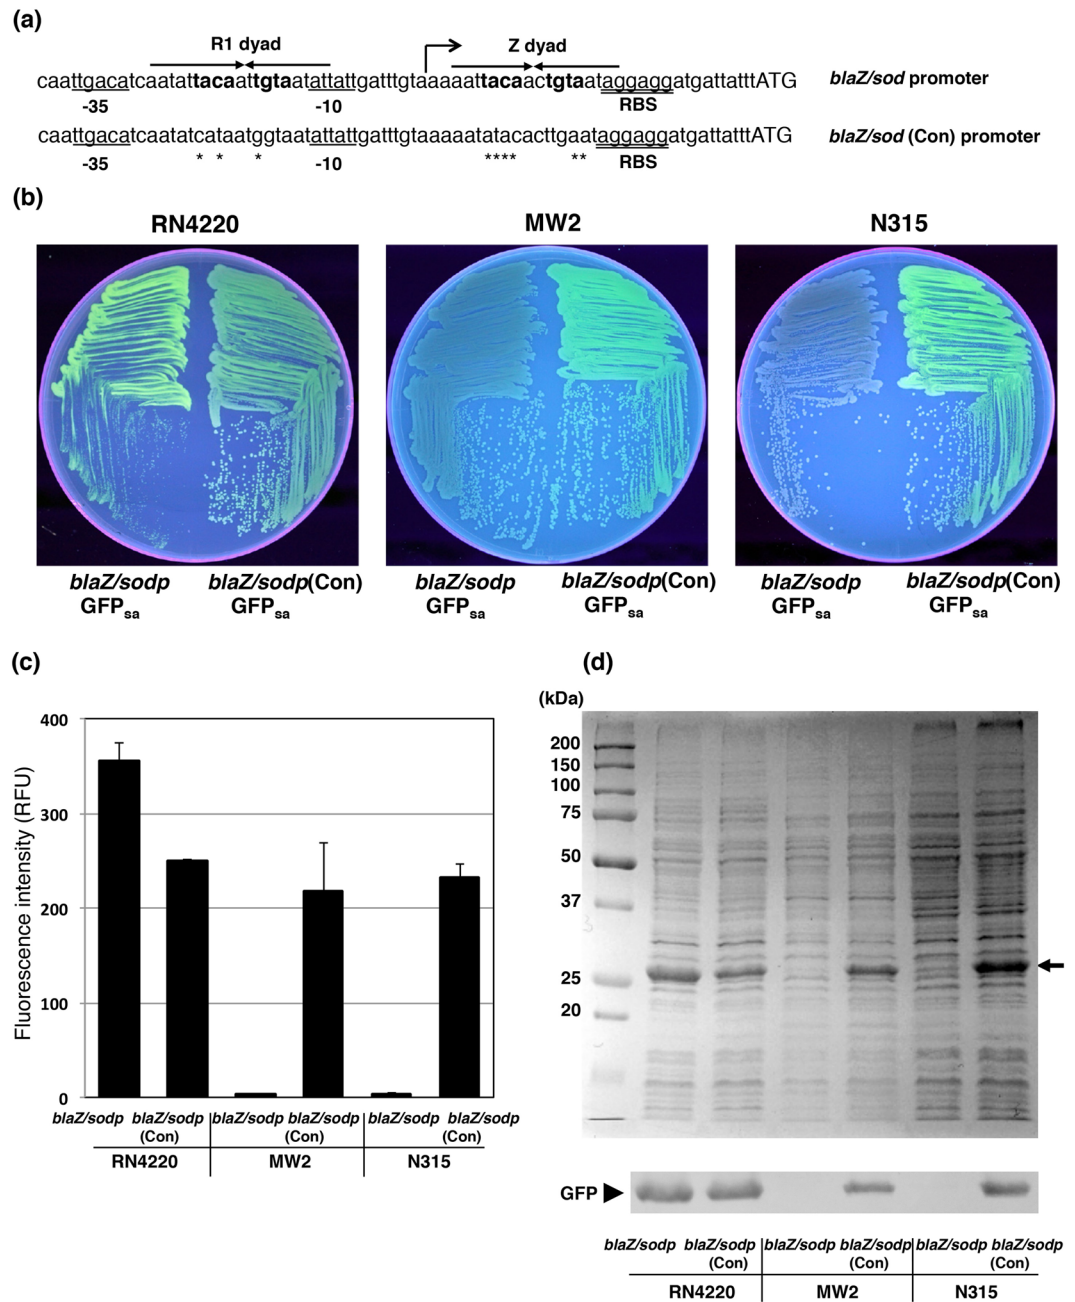 (a)
R1 dyad Z dyad
caattgacatcaatattacaattgtaatattattgatttgtaaaaattacaactgtaataggaggatgattatttATG blaZ/sod promoter
-35 -10 RBS
caattgacatcaatatcataatggtaatattattgatttgtaaaaatatacacttgaataggaggatgattatttATG blaZ/sod (Con) promoter
* * * **** **
-35 -10 RBS
(b)
RN4220 MW2 N315
blaZ/sodp blaZ/sodp(Con) blaZ/sodp blaZ/sodp(Con) blaZ/sodp blaZ/sodp(Con)
GFPsa GFPsa GFPsa GFPsa GFPsa GFPsa
(c)
Fluorescence intensity (RFU)
400
300
200
100
0
blaZ/sodp blaZ/sodp blaZ/sodp blaZ/sodp blaZ/sodp blaZ/sodp
(Con) (Con) (Con)
RN4220 MW2 N315
(d)
(kDa)
200
150
100
75
50
37
25
20
GFP
blaZ/sodp blaZ/sodp blaZ/sodp blaZ/sodp blaZ/sodp blaZ/sodp
(Con) (Con) (Con)
RN4220 MW2 N315